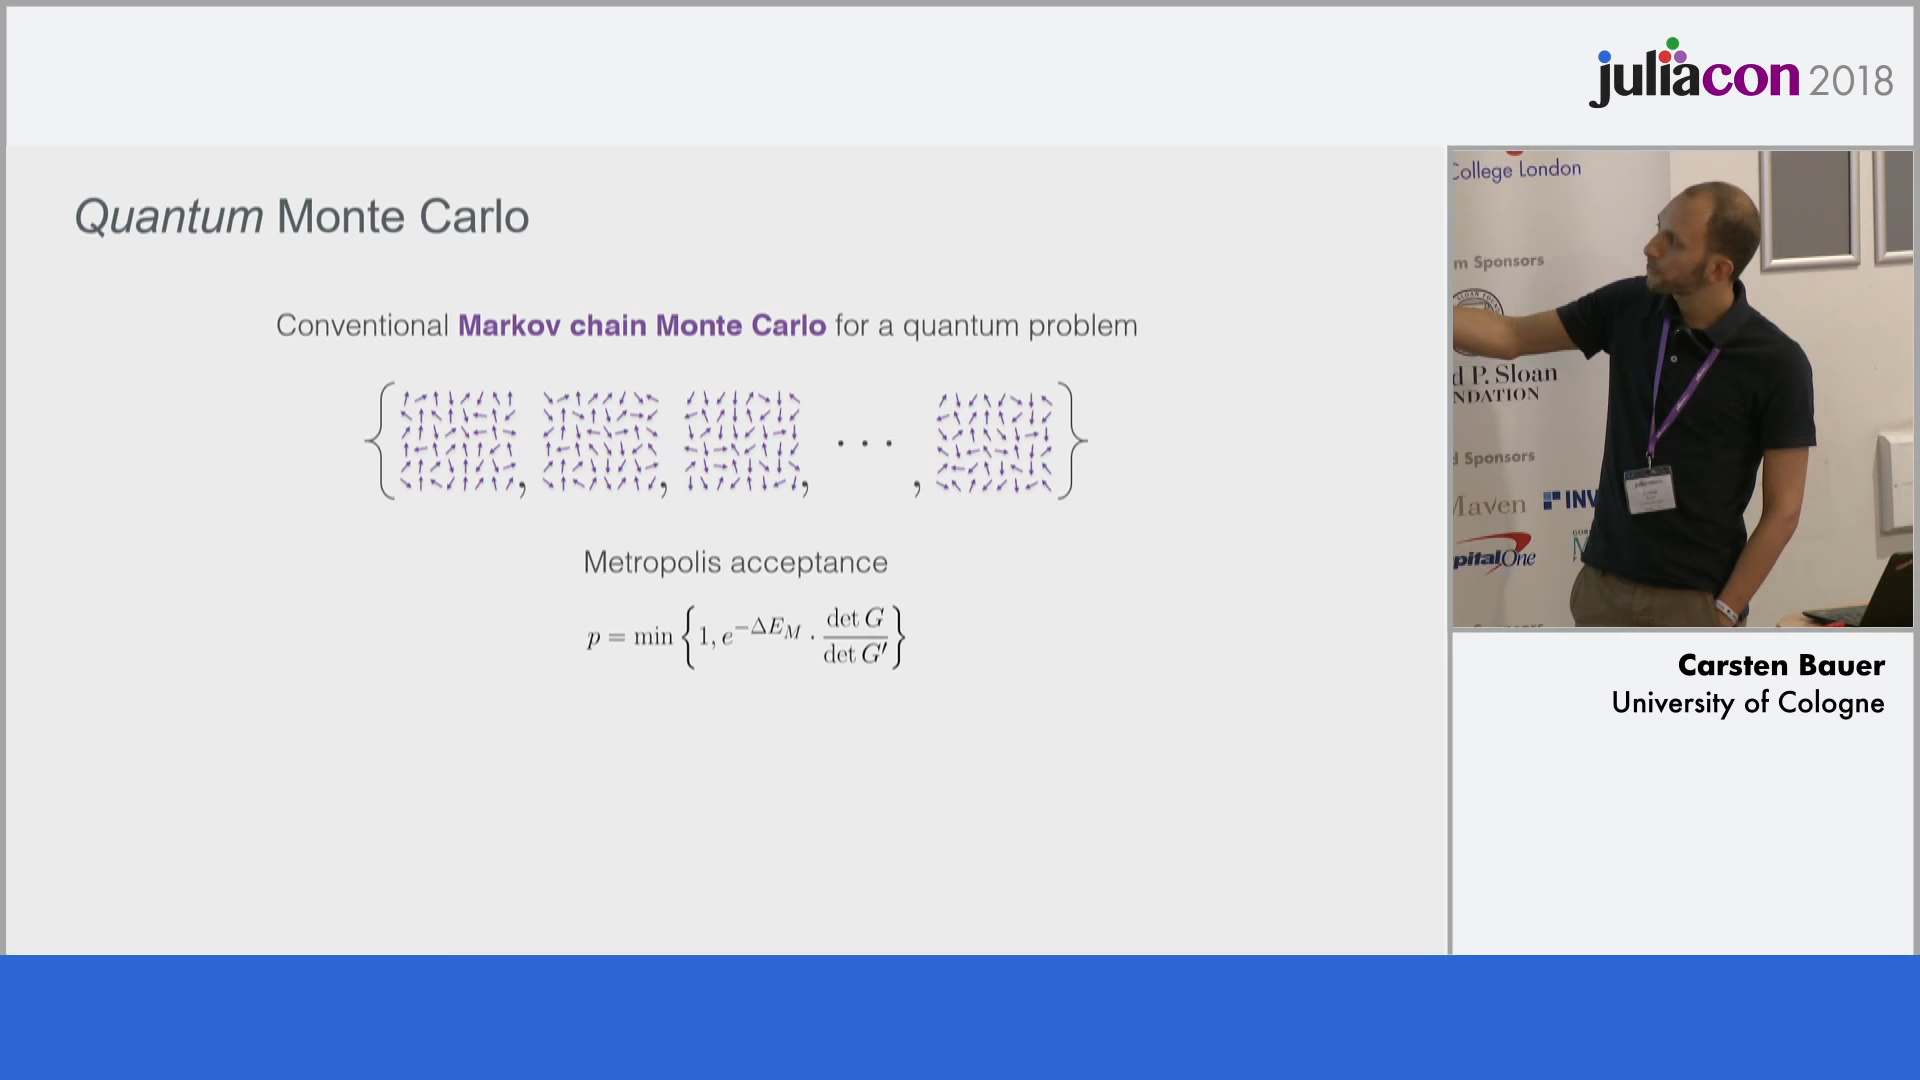 juliacon 2018
Quantum Monte Carlo
Conventional Markov chain Monte Carlo for a quantum problem
{ , , , · · · , }
Metropolis acceptance
p = min {1, e^{-ΔE_M} · \frac{det G}{det G'}}
College London
m Sponsors
d P. Sloan
NDATION
d Sponsors
Maven
INV
pitalOne
Carsten Bauer
University of Cologne